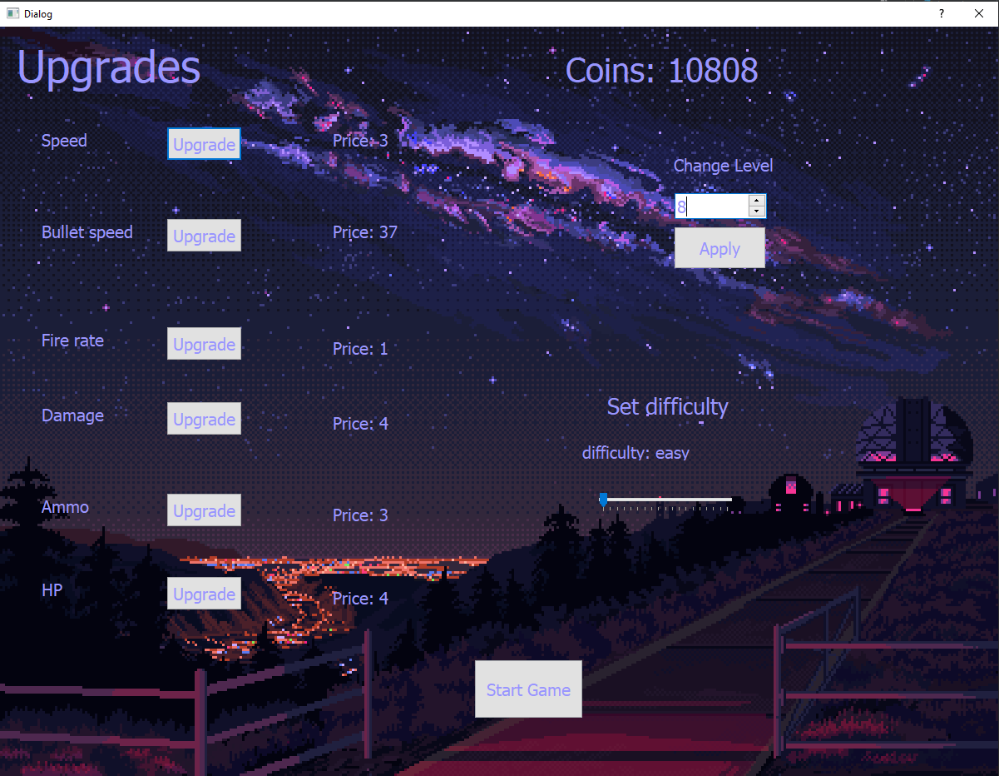 Dialog
?
Upgrades
Coins: 10808
Speed
Upgrade
Price: 3
Change Level
8
Apply
Bullet speed
Upgrade
Price: 37
Fire rate
Upgrade
Price: 1
Set difficulty
Damage
Upgrade
Price: 4
difficulty: easy
Ammo
Upgrade
Price: 3
HP
Upgrade
Price: 4
Start Game